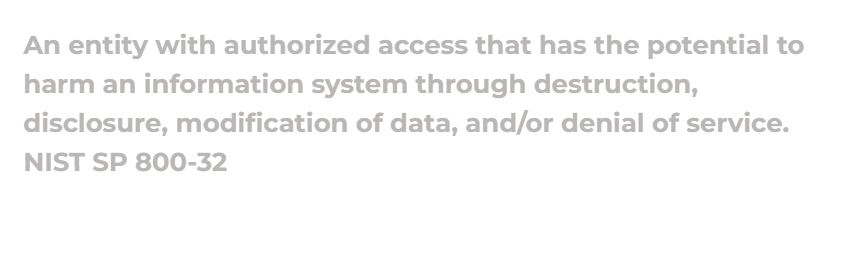 An entity with authorized access that has the potential to
harm an information system through destruction,
disclosure, modification of data, and/or denial of service.
NIST SP 800-32